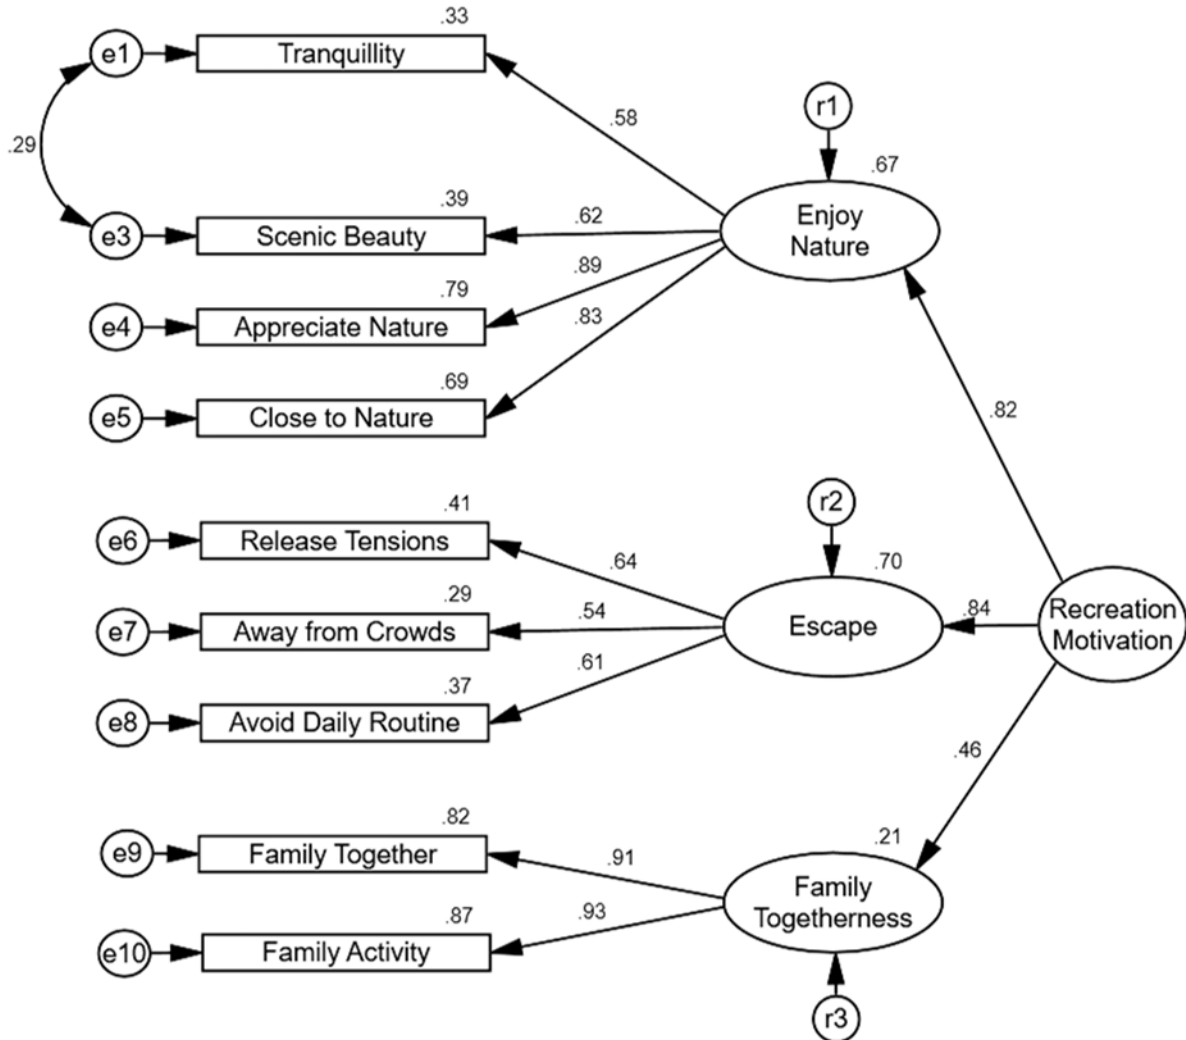 .33
e1
Tranquillity
.58
r1
.29
.67
Enjoy
Nature
.39
e3
Scenic Beauty
.62
.89
.79
e4
Appreciate Nature
.83
.69
e5
Close to Nature
.82
.41
r2
e6
Release Tensions
.64
.70
.29
e7
Away from Crowds
.54
Escape
.84
Recreation
Motivation
.61
.37
e8
Avoid Daily Routine
.46
.82
.21
e9
Family Together
.91
Family
Togetherness
.93
.87
e10
Family Activity
r3